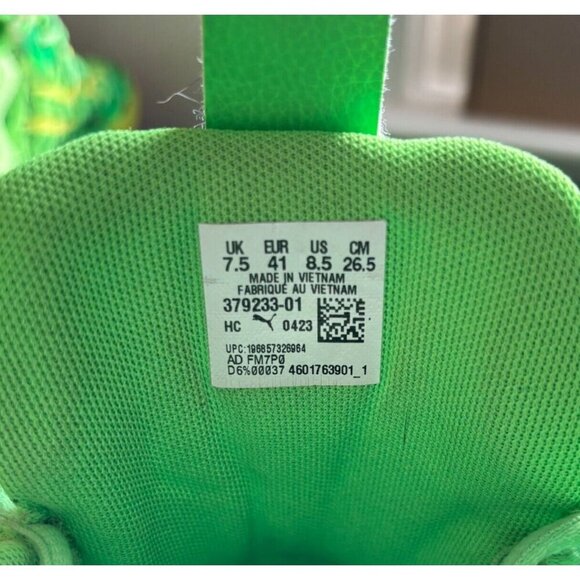 UK EUR US CM
7.5 41 8.5 26.5
MADE IN VIETNAM
FABRIQUÉ AU VIETNAM
379233-01
HC 0423
UPC:196657326964
AD FM7P0
D6%00037 4601763901_1